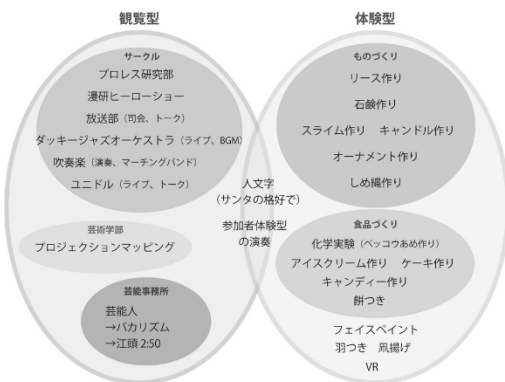 観覧型
サークル
プロレス研究部
漫研ヒーローショー
放送部（司会、トーク）
ダッキージャズオーケストラ（ライブ、BGM）
吹奏楽（演奏、マーチングバンド）
ユニドル（ライブ、トーク）
芸術学部
プロジェクションマッピング
芸能事務所
芸能人
→バカリズム
→江頭 2:50
人文字
（サンタの格好で）
参加者体験型
の演奏
体験型
ものづくり
リース作り
石鹸作り
スライム作り　キャンドル作り
オーナメント作り
しめ縄作り
食品づくり
化学実験（ベッコウあめ作り）
アイスクリーム作り　ケーキ作り
キャンディー作り
餅つき
フェイスペイント
羽つき　凧揚げ
VR